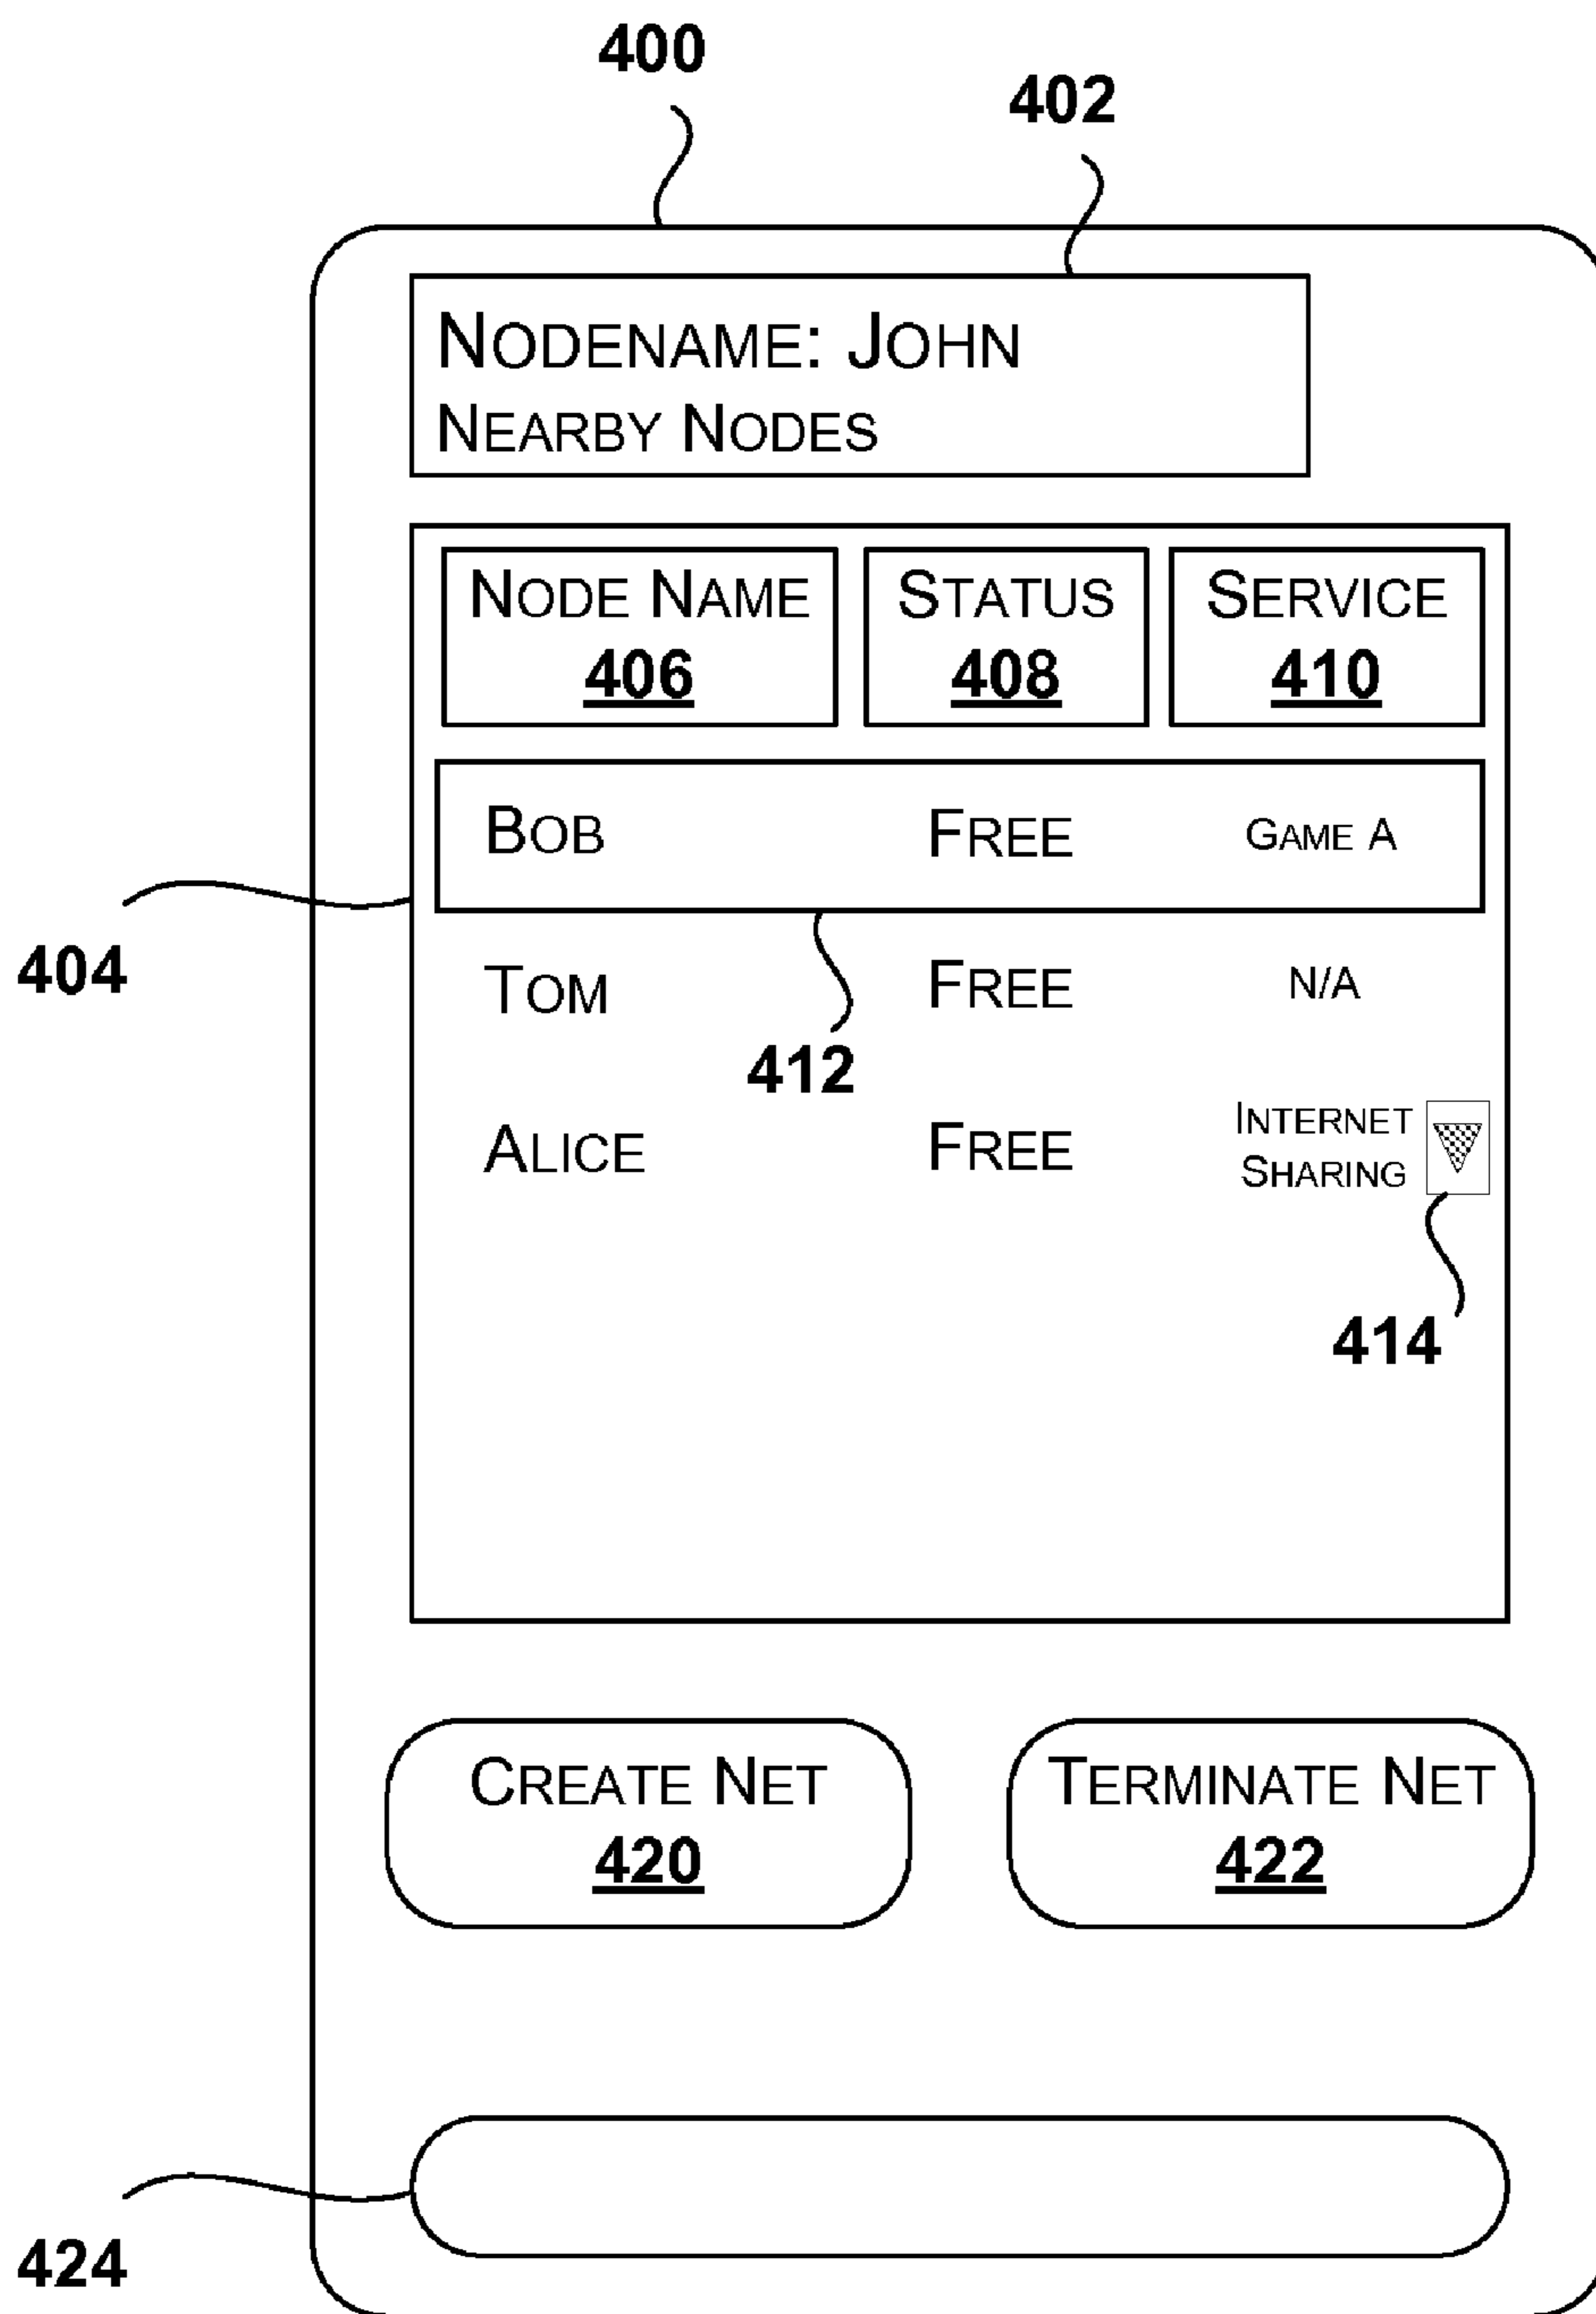 400
402
NODENAME: JOHN
NEARBY NODES
NODE NAME STATUS SERVICE
406 408 410
BOB FREE GAME A
404
TOM FREE N/A
412
ALICE FREE INTERNET
SHARING
414
CREATE NET TERMINATE NET
420 422
424